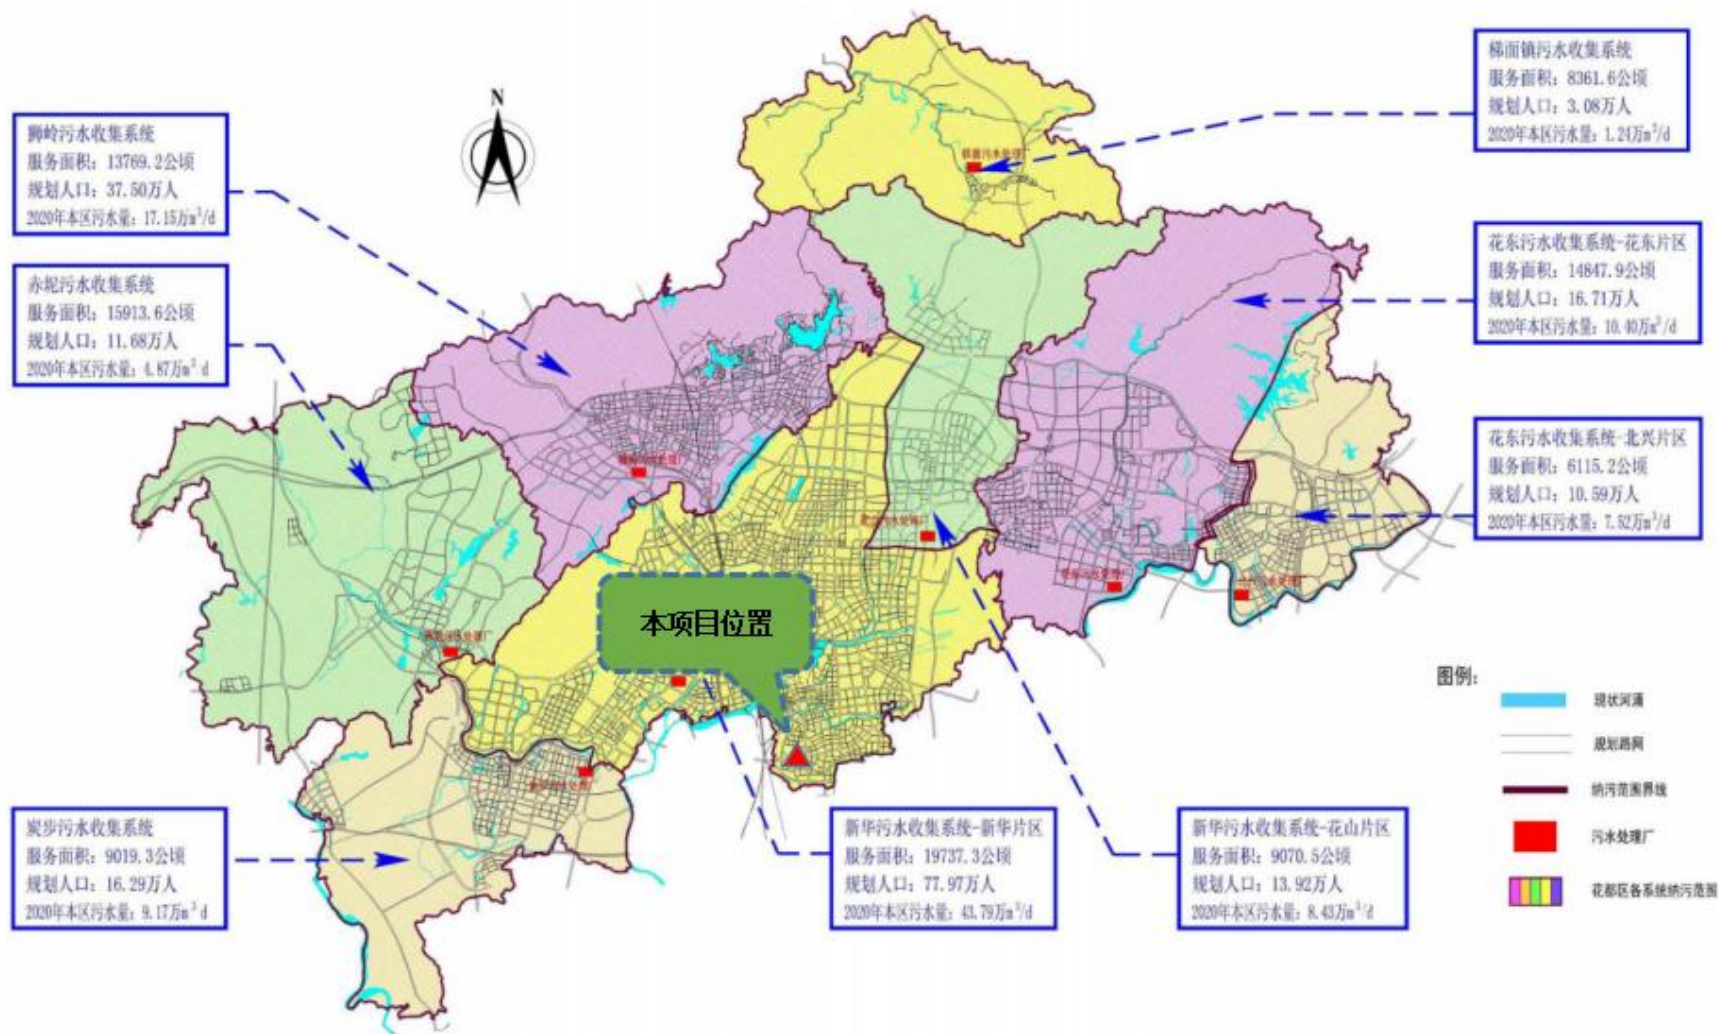 N
梯面镇污水收集系统
服务面积：8361.6公顷
规划人口：3.08万人
2020年本区污水量：1.24万m³/d
狮岭污水收集系统
服务面积：13769.2公顷
规划人口：37.50万人
2020年本区污水量：17.15万m³/d
花东污水收集系统-花东片区
服务面积：14847.9公顷
规划人口：16.71万人
2020年本区污水量：10.40万m³/d
赤坭污水收集系统
服务面积：15913.6公顷
规划人口：11.68万人
2020年本区污水量：4.87万m³ d
花东污水收集系统-北兴片区
服务面积：6115.2公顷
规划人口：10.59万人
2020年本区污水量：7.52万m³/d
本项目位置
图例：
现状河涌
规划路网
纳污范围界线
污水处理厂
花都区各系统纳污范围
炭步污水收集系统
服务面积：9019.3公顷
规划人口：16.29万人
2020年本区污水量：9.17万m³ d
新华污水收集系统-新华片区
服务面积：19737.3公顷
规划人口：77.97万人
2020年本区污水量：43.79万m³/d
新华污水收集系统-花山片区
服务面积：9070.5公顷
规划人口：13.92万人
2020年本区污水量：8.43万m³/d